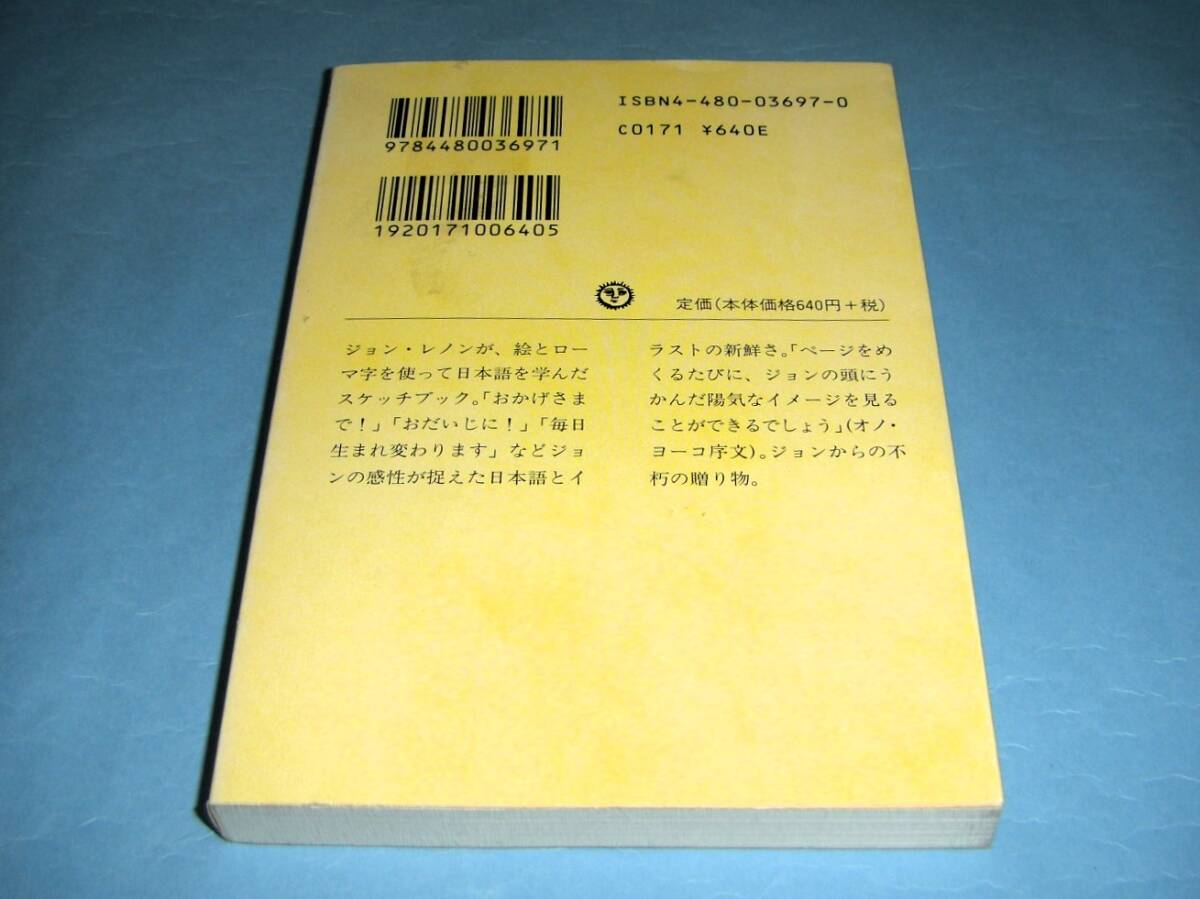 ISBN4-480-03697-0
C0171 ¥640E
9784480036971
1920171006405
定価(本体価格640円+税)
ジョン・レノンが、絵とロー
マ字を使って日本語を学んだ
スケッチブック。「おかげさま
で!」「おだいじに!」「毎日
生まれ変わります」などジョ
ンの感性が捉えた日本語とイ
ラストの新鮮さ。「ページをめ
くるたびに、ジョンの頭にう
かんだ陽気なイメージを見る
ことができるでしょう」(オノ・
ヨーコ序文)。ジョンからの不
朽の贈り物。